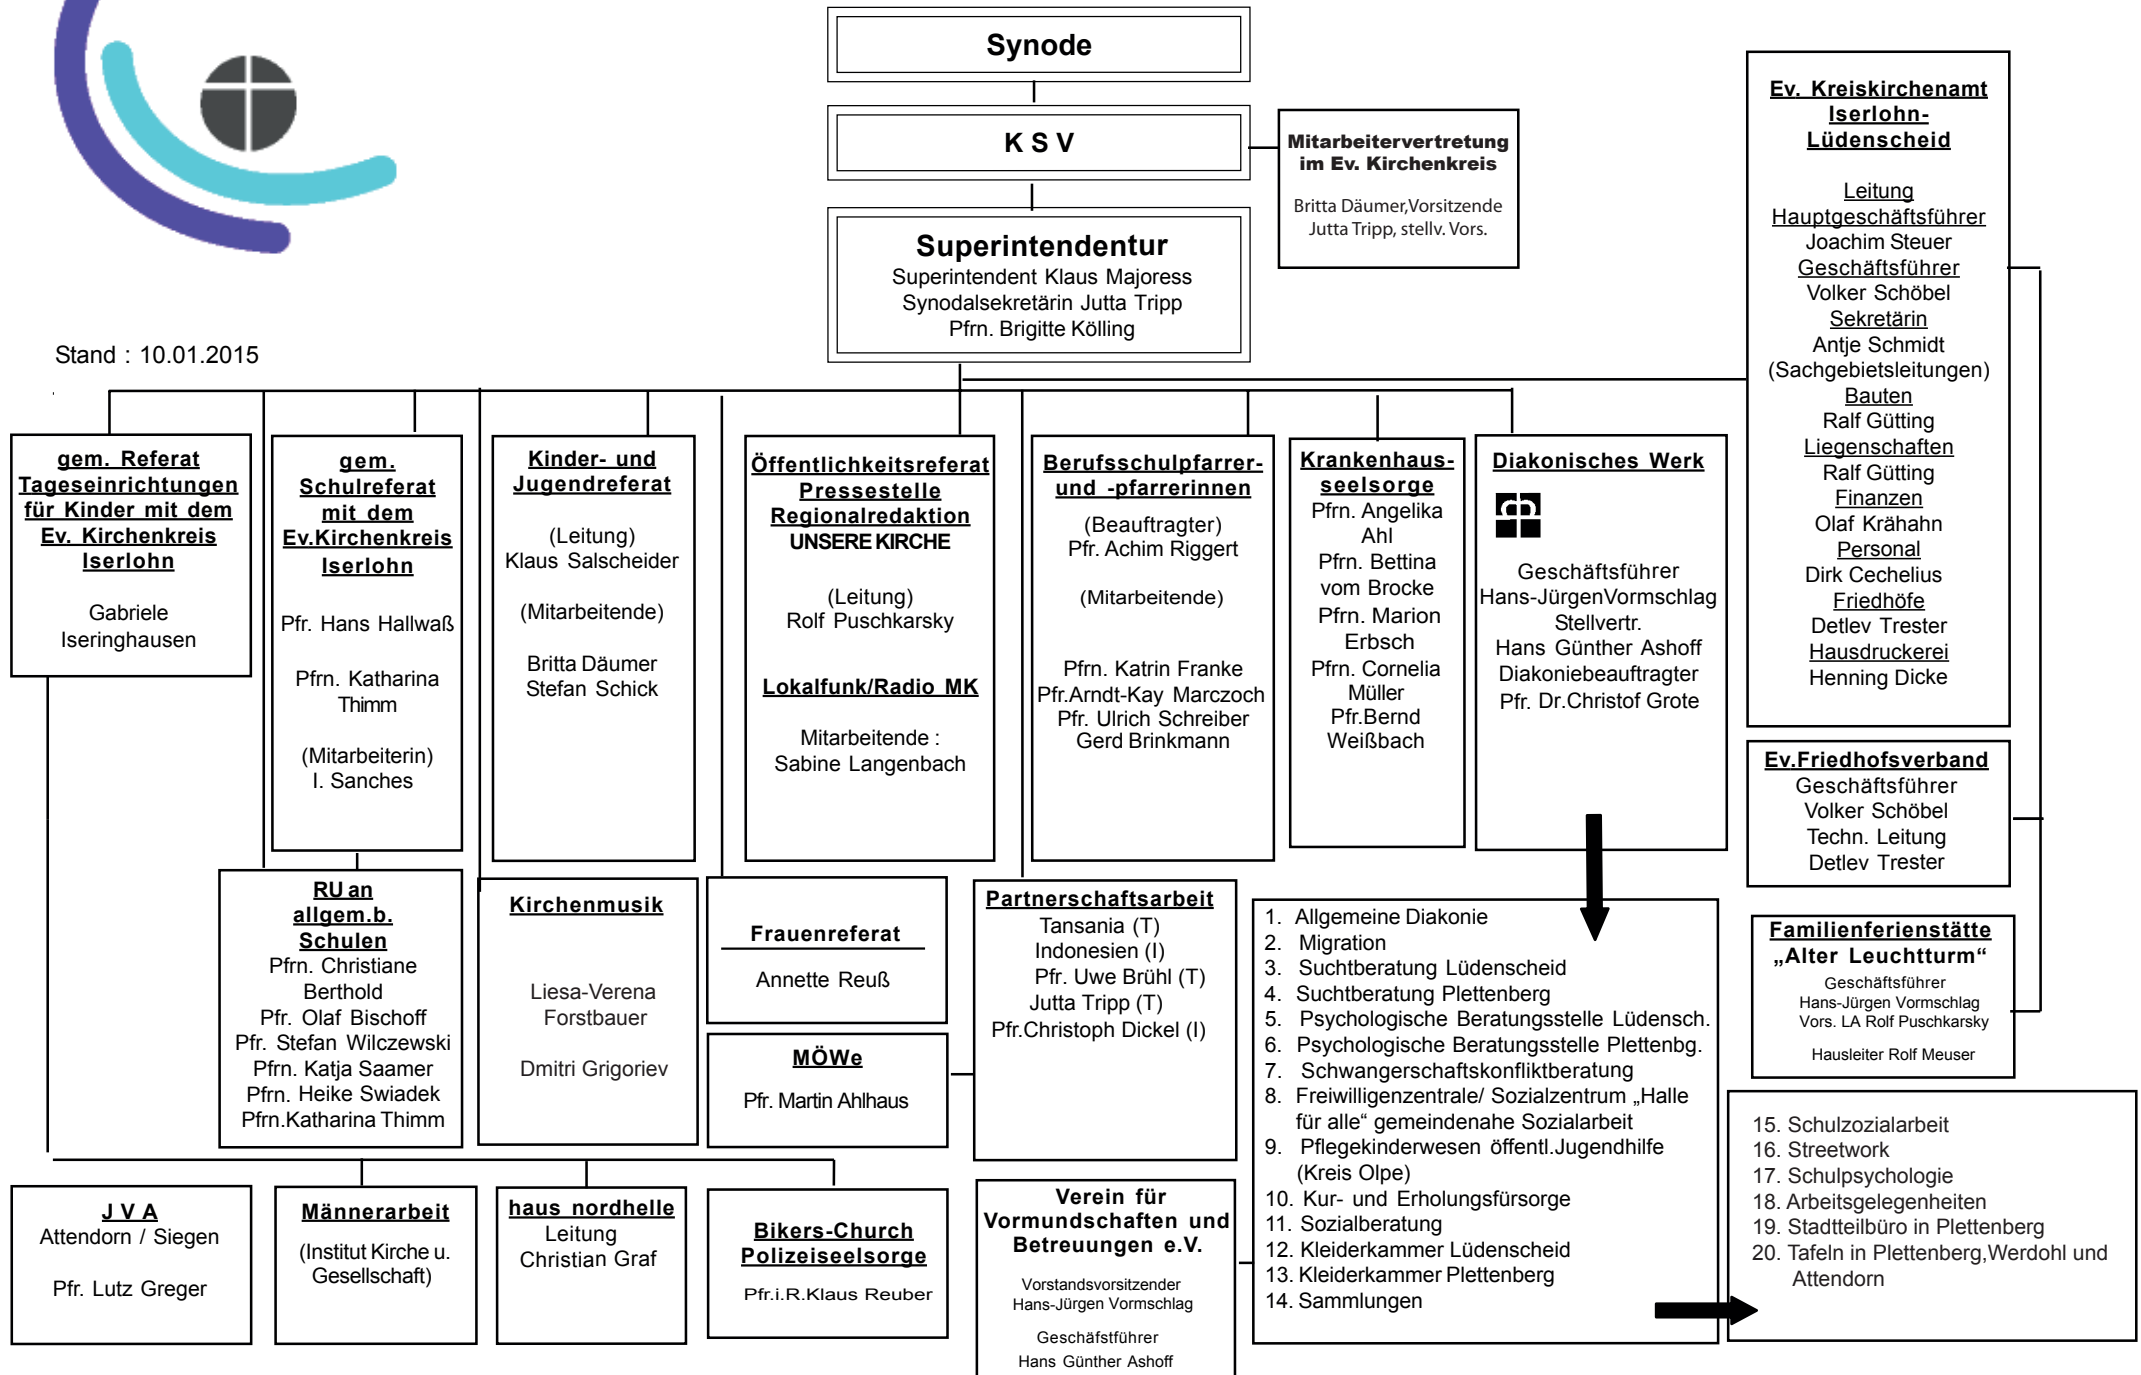 Synode
K S V
Mitarbeitervertretung
im Ev. Kirchenkreis
Britta Däumer,Vorsitzende
Jutta Tripp, stellv. Vors.
Superintendentur
Superintendent Klaus Majoress
Synodalsekretärin Jutta Tripp
Pfrn. Brigitte Kölling
Stand : 10.01.2015
Ev. Kreiskirchenamt
Iserlohn-
Lüdenscheid
Leitung
Hauptgeschäftsführer
Joachim Steuer
Geschäftsführer
Volker Schöbel
Sekretärin
Antje Schmidt
(Sachgebietsleitungen)
Bauten
Ralf Gütting
Liegenschaften
Ralf Gütting
Finanzen
Olaf Krähahn
Personal
Dirk Cechelius
Friedhöfe
Detlev Trester
Hausdruckerei
Henning Dicke
gem. Referat
Tageseinrichtungen
für Kinder mit dem
Ev. Kirchenkreis
Iserlohn
Gabriele
Iseringhausen
gem.
Schulreferat
mit dem
Ev.Kirchenkreis
Iserlohn
Pfr. Hans Hallwaß
Pfrn. Katharina
Thimm
(Mitarbeiterin)
I. Sanches
Kinder- und
Jugendreferat
(Leitung)
Klaus Salscheider
(Mitarbeitende)
Britta Däumer
Stefan Schick
Öffentlichkeitsreferat
Pressestelle
Regionalredaktion
UNSERE KIRCHE
(Leitung)
Rolf Puschkarsky
Lokalfunk/Radio MK
Mitarbeitende :
Sabine Langenbach
Berufsschulpfarrer-
und -pfarrerinnen
(Beauftragter)
Pfr. Achim Riggert
(Mitarbeitende)
Pfrn. Katrin Franke
Pfr.Arndt-Kay Marczoch
Pfr. Ulrich Schreiber
Gerd Brinkmann
Krankenhaus-
seelsorge
Pfrn. Angelika
Ahl
Pfrn. Bettina
vom Brocke
Pfrn. Marion
Erbsch
Pfrn. Cornelia
Müller
Pfr.Bernd
Weißbach
Diakonisches Werk
Geschäftsführer
Hans-JürgenVormschlag
Stellvertr.
Hans Günther Ashoff
Diakoniebeauftragter
Pfr. Dr.Christof Grote
Ev.Friedhofsverband
Geschäftsführer
Volker Schöbel
Techn. Leitung
Detlev Trester
RU an
allgem.b.
Schulen
Pfrn. Christiane
Berthold
Pfr. Olaf Bischoff
Pfr. Stefan Wilczewski
Pfrn. Katja Saamer
Pfrn. Heike Swiadek
Pfrn.Katharina Thimm
Kirchenmusik
Liesa-Verena
Forstbauer
Dmitri Grigoriev
Frauenreferat
Annette Reuß
MÖWe
Pfr. Martin Ahlhaus
Partnerschaftsarbeit
Tansania (T)
Indonesien (I)
Pfr. Uwe Brühl (T)
Jutta Tripp (T)
Pfr.Christoph Dickel (I)
1. Allgemeine Diakonie
2. Migration
3. Suchtberatung Lüdenscheid
4. Suchtberatung Plettenberg
5. Psychologische Beratungsstelle Lüdensch.
6. Psychologische Beratungsstelle Plettenbg.
7. Schwangerschaftskonfliktberatung
8. Freiwilligenzentrale/ Sozialzentrum „Halle
für alle“ gemeindenahe Sozialarbeit
9. Pflegekinderwesen öffentl.Jugendhilfe
(Kreis Olpe)
10. Kur- und Erholungsfürsorge
11. Sozialberatung
12. Kleiderkammer Lüdenscheid
13. Kleiderkammer Plettenberg
14. Sammlungen
Familienferienstätte
„Alter Leuchtturm“
Geschäftsführer
Hans-Jürgen Vormschlag
Vors. LA Rolf Puschkarsky
Hausleiter Rolf Meuser
15. Schulzozialarbeit
16. Streetwork
17. Schulpsychologie
18. Arbeitsgelegenheiten
19. Stadtteilbüro in Plettenberg
20. Tafeln in Plettenberg,Werdohl und
Attendorn
J V A
Attendorn / Siegen
Pfr. Lutz Greger
Männerarbeit
(Institut Kirche u.
Gesellschaft)
haus nordhelle
Leitung
Christian Graf
Bikers-Church
Polizeiseelsorge
Pfr.i.R.Klaus Reuber
Verein für
Vormundschaften und
Betreuungen e.V.
Vorstandsvorsitzender
Hans-Jürgen Vormschlag
Geschäfstführer
Hans Günther Ashoff